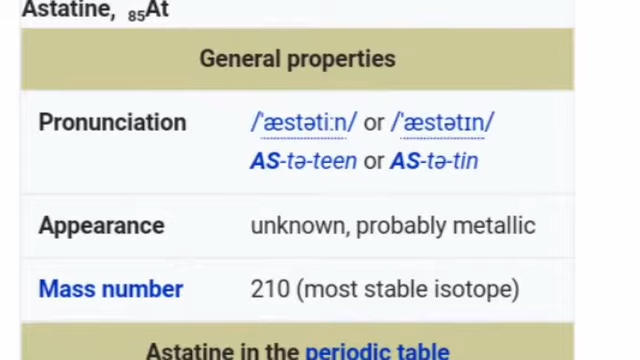 Astatine, ₈₅At
General properties
Pronunciation /ˈæstətiːn/ or /ˈæstətɪn/
AS-tə-teen or AS-tə-tin
Appearance unknown, probably metallic
Mass number 210 (most stable isotope)
Astatine in the periodic table